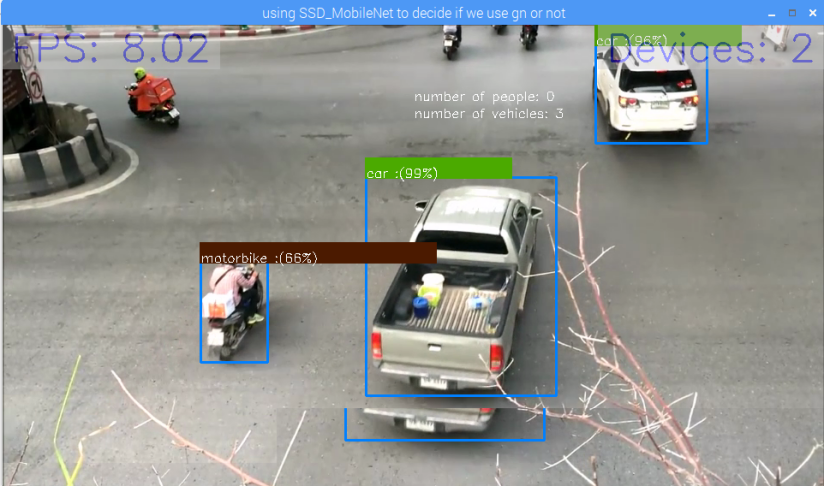 using SSD_MobileNet to decide if we use gn or not
FPS: 8.02
Devices: 2
car :(96%)
number of people: 0
number of vehicles: 3
car :(99%)
motorbike :(66%)